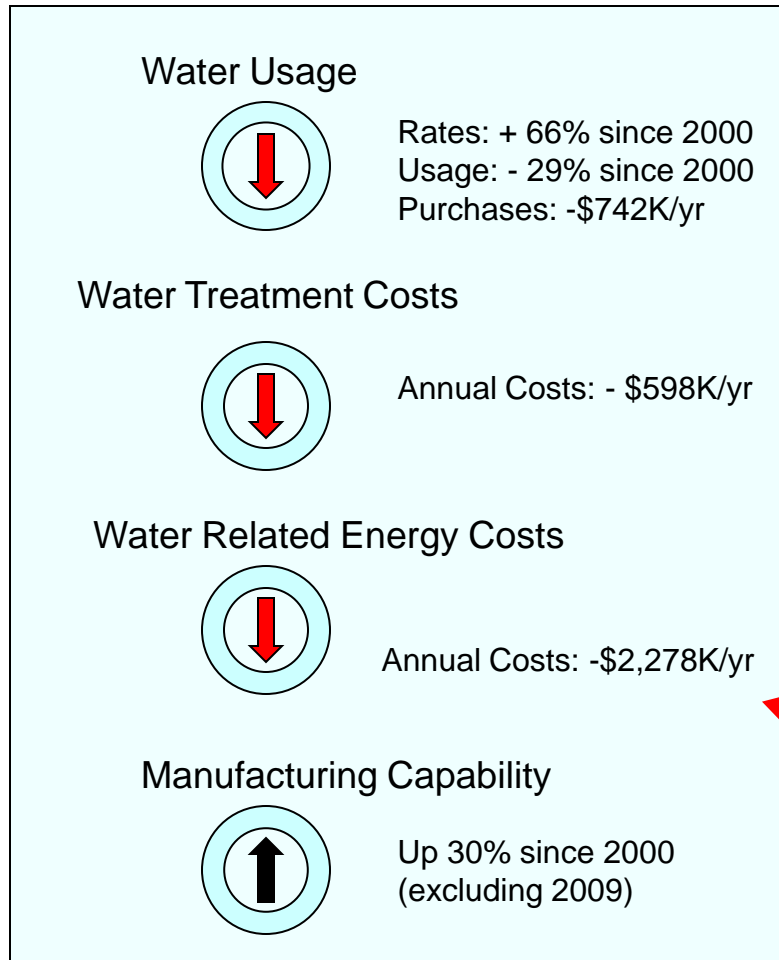 Water Usage
Rates: + 66% since 2000
Usage: - 29% since 2000
Purchases: -$742K/yr
Water Treatment Costs
Annual Costs: - $598K/yr
Water Related Energy Costs
Annual Costs: -$2,278K/yr
Manufacturing Capability
Up 30% since 2000
(excluding 2009)